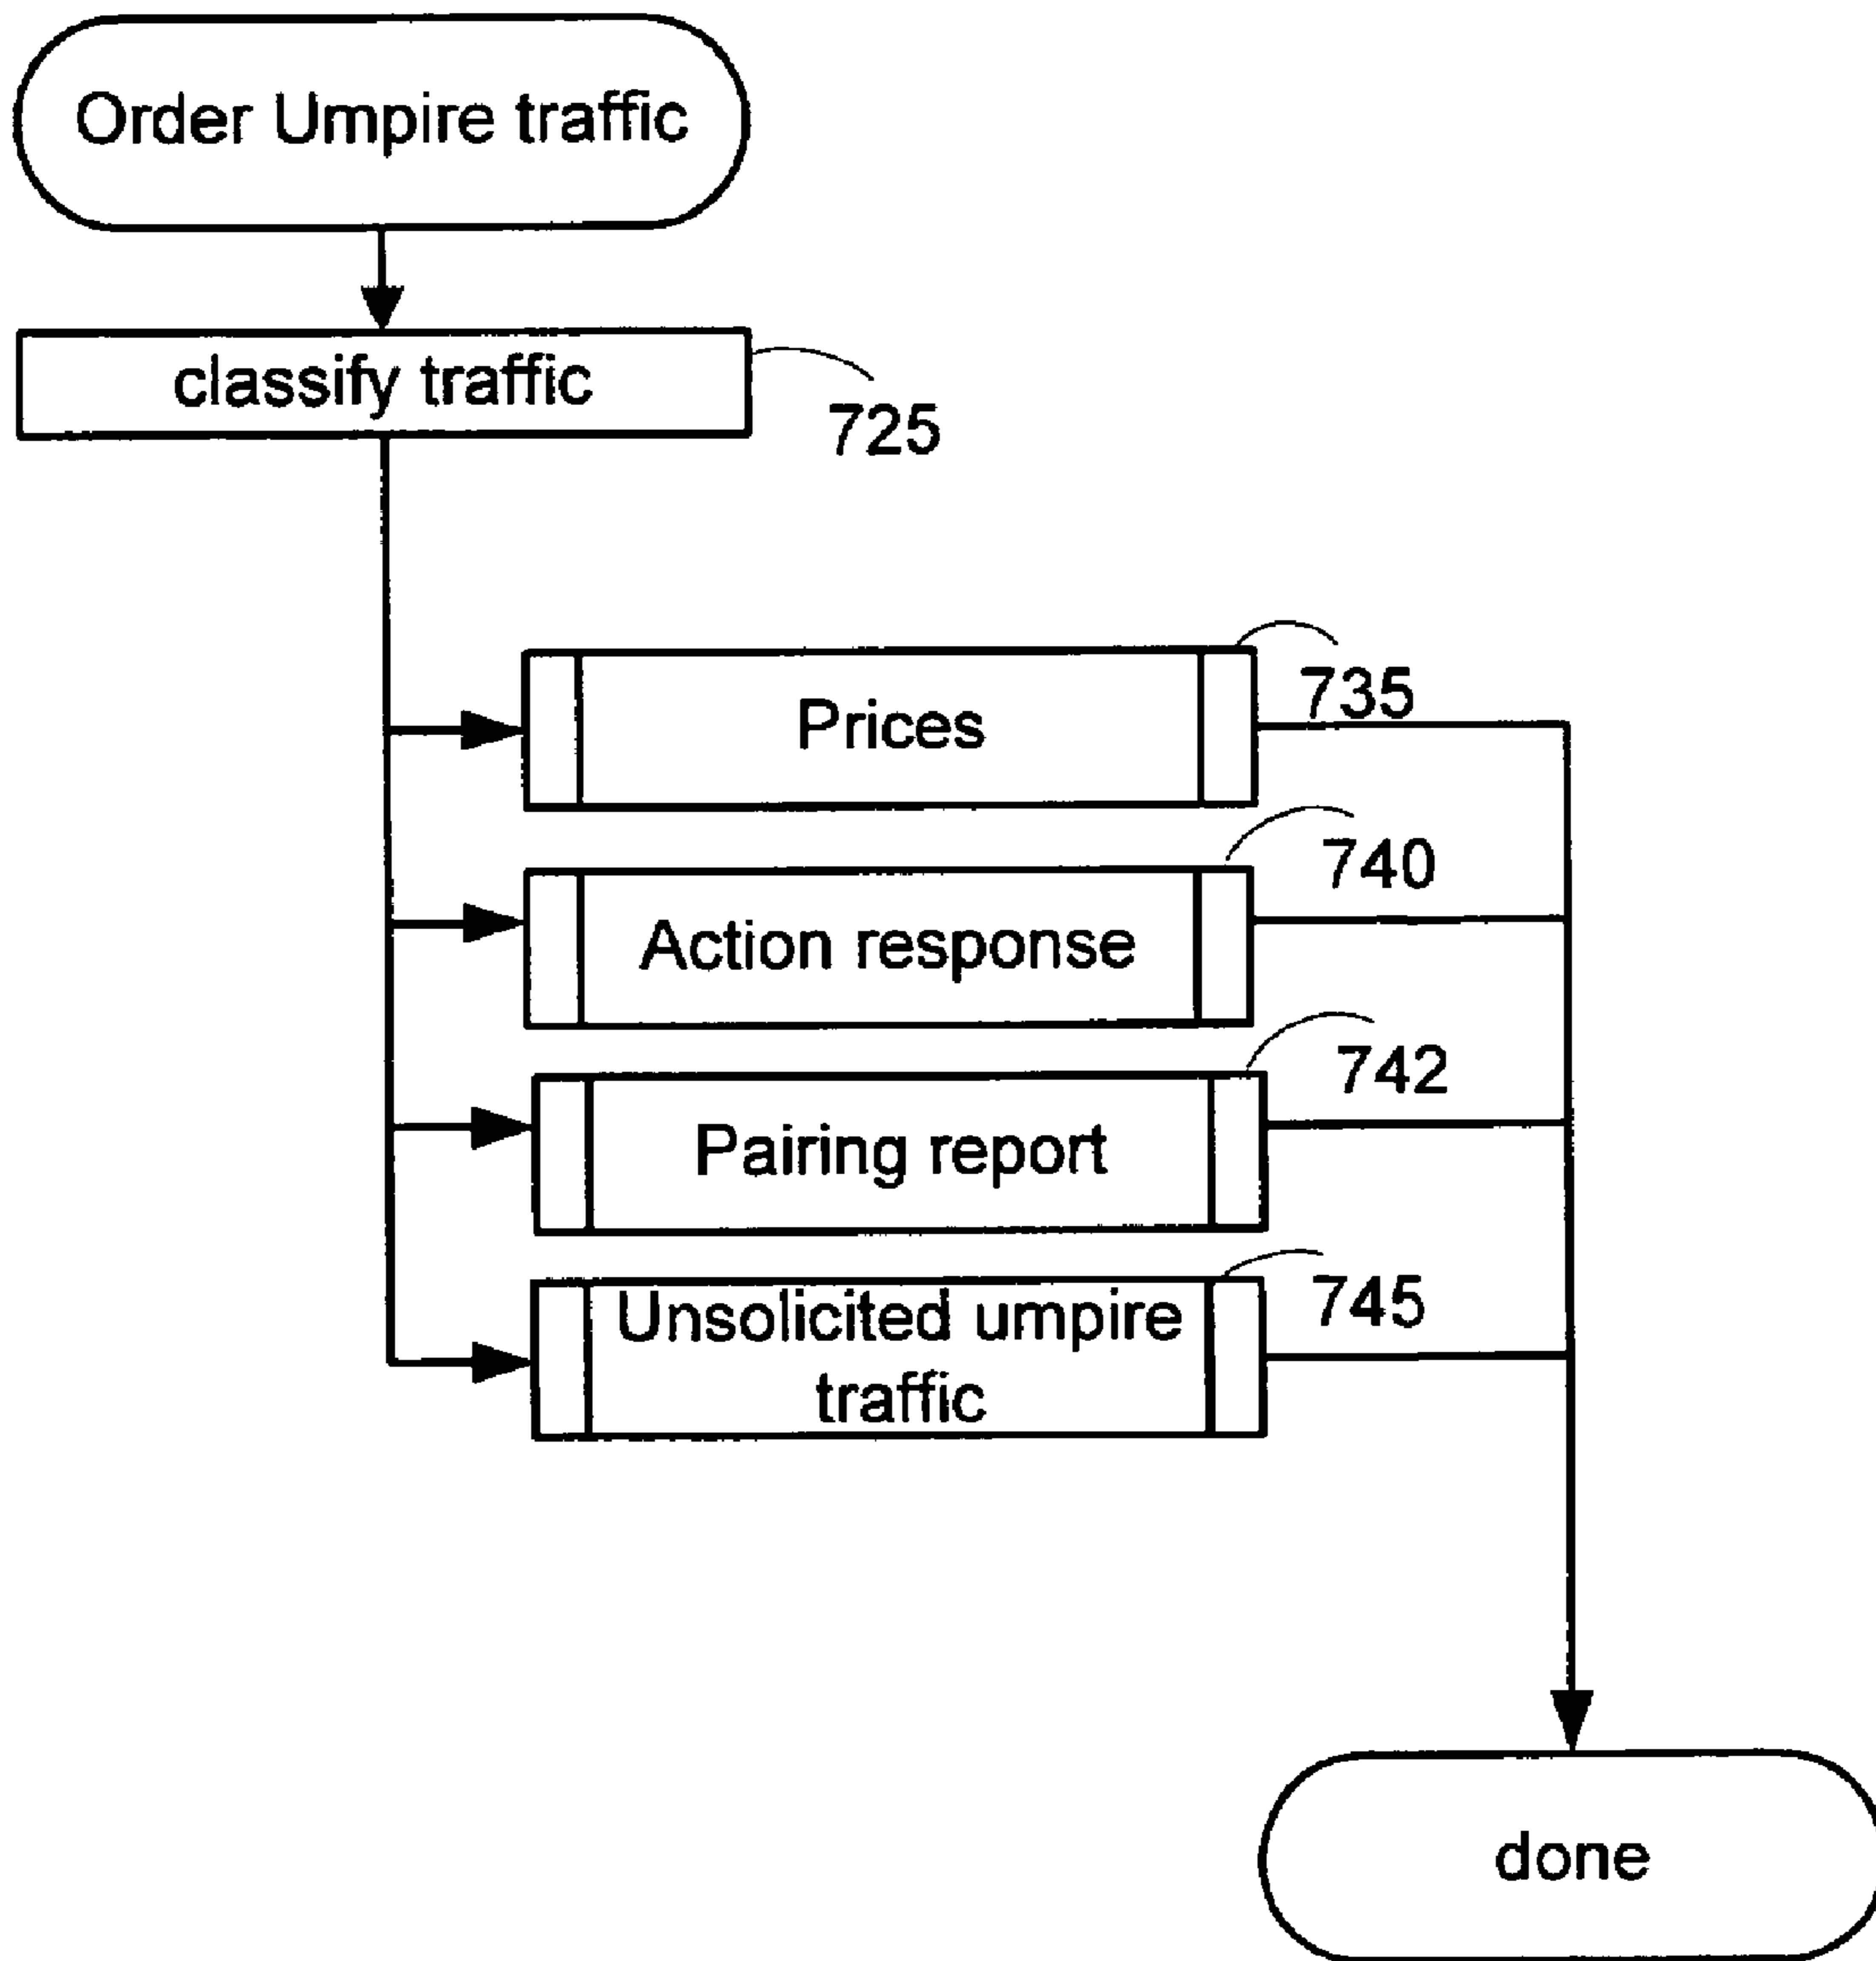 Order Umpire traffic
classify traffic
725
735
Prices
740
Action response
742
Pairing report
745
Unsolicited umpire
traffic
done